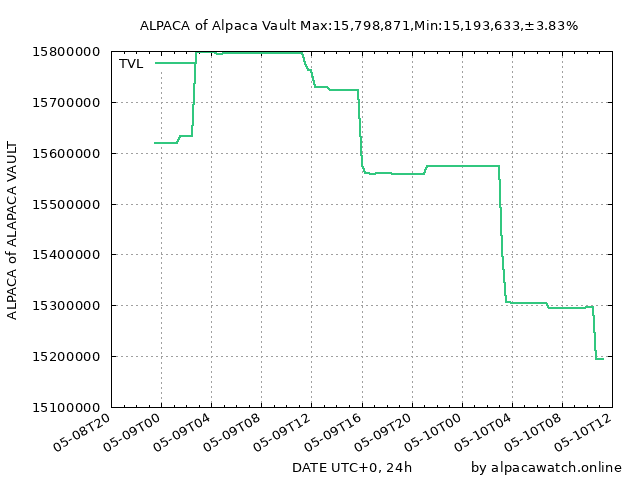 ALPACA of Alpaca Vault Max:15,798,871,Min:15,193,633,±3.83%
TVL
15800000
15700000
15600000
15500000
15400000
15300000
15200000
15100000
ALPACA of ALAPACA VAULT
05-08T20
05-09T00
05-09T04
05-09T08
05-09T12
05-09T16
05-09T20
05-10T00
05-10T04
05-10T08
05-10T12
DATE UTC+0, 24h
by alpacawatch.online